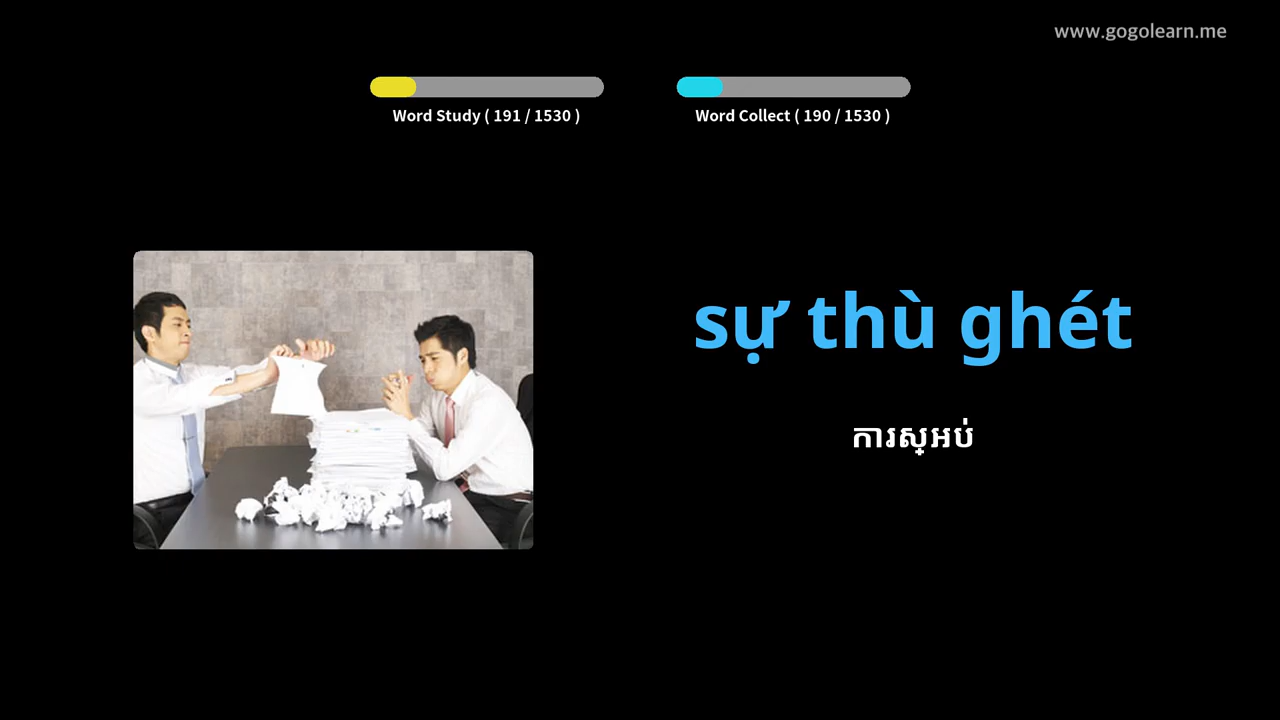 www.gogolearn.me
Word Study ( 191 / 1530 )
Word Collect ( 190 / 1530 )
sự thù ghét
ការស្អប់